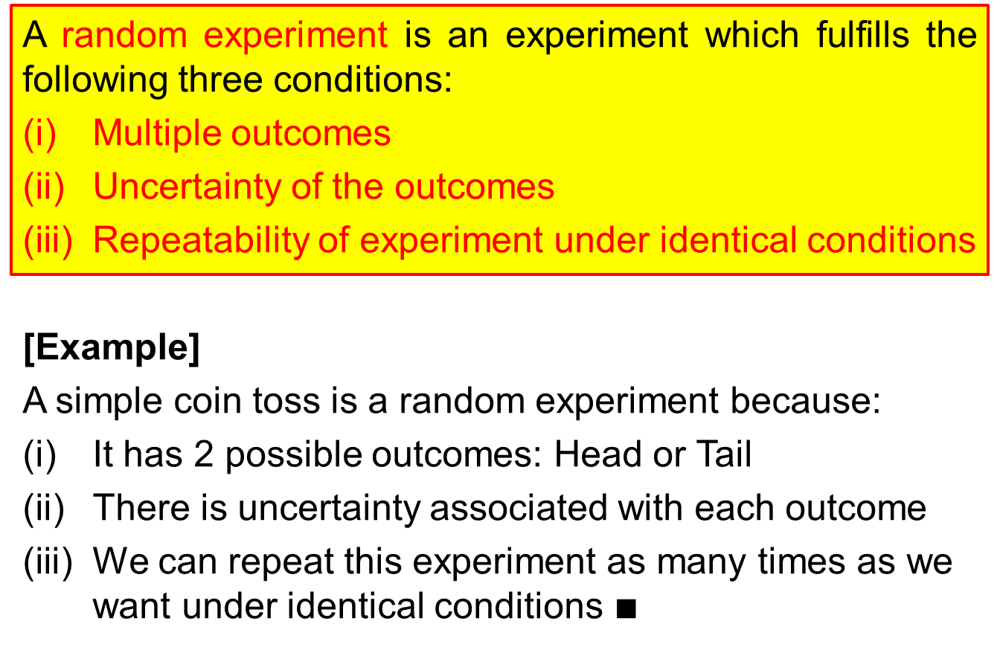 A random experiment is an experiment which fulfills the
following three conditions:
(i) Multiple outcomes
(ii) Uncertainty of the outcomes
(iii) Repeatability of experiment under identical conditions
[Example]
A simple coin toss is a random experiment because:
(i) It has 2 possible outcomes: Head or Tail
(ii) There is uncertainty associated with each outcome
(iii) We can repeat this experiment as many times as we
want under identical conditions ■